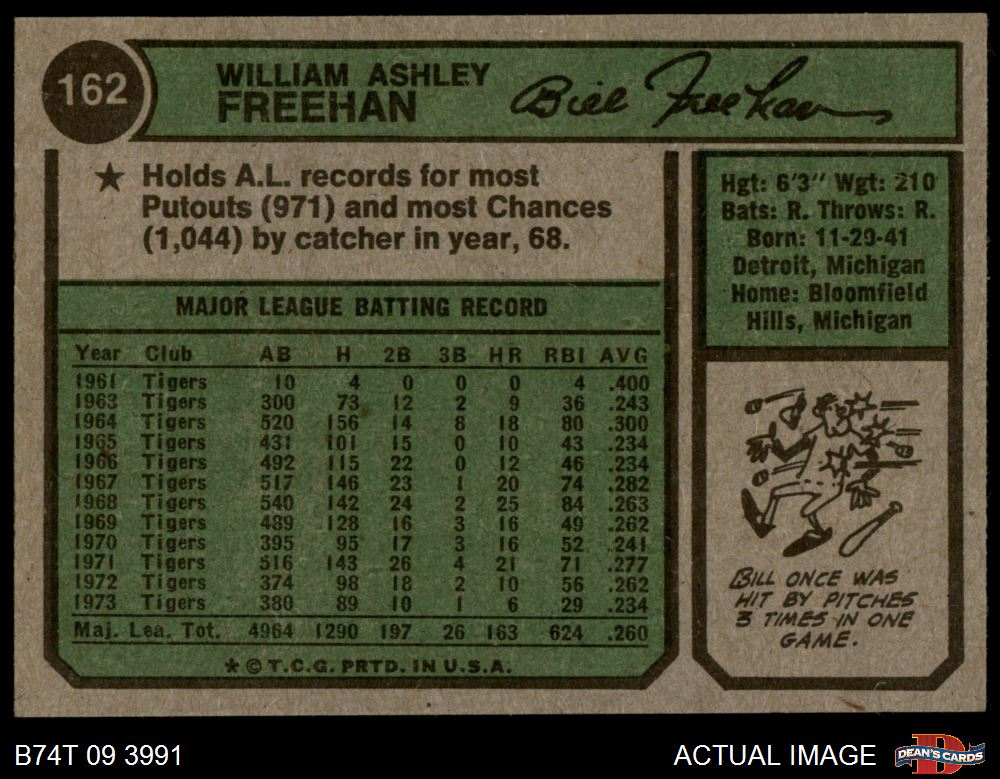 162
WILLIAM ASHLEY
FREEHAN
Bill Freehan
★ Holds A.L. records for most
Putouts (971) and most Chances
(1,044) by catcher in year, 68.
Hgt: 6'3" Wgt: 210
Bats: R. Throws: R.
Born: 11-29-41
Detroit, Michigan
Home: Bloomfield
Hills, Michigan
MAJOR LEAGUE BATTING RECORD
Year Club AB H 2B 3B HR RBI AVG
1961 Tigers 10 4 0 0 0 4 .400
1963 Tigers 300 73 12 2 9 36 .243
1964 Tigers 520 156 14 8 18 80 .300
1965 Tigers 431 101 15 0 10 43 .234
1966 Tigers 492 115 22 0 12 46 .234
1967 Tigers 517 146 23 1 20 74 .282
1968 Tigers 540 142 24 2 25 84 .263
1969 Tigers 489 128 16 3 16 49 .262
1970 Tigers 395 95 17 3 16 52 .241
1971 Tigers 516 143 26 4 21 71 .277
1972 Tigers 374 98 18 2 10 56 .262
1973 Tigers 380 89 10 1 6 29 .234
Maj. Lea. Tot. 4964 1290 197 26 163 624 .260
★ © T.C.G. PRTD. IN U.S.A.
BILL ONCE WAS
HIT BY PITCHES
3 TIMES IN ONE
GAME.
B74T 09 3991
ACTUAL IMAGE
D
DEAN'S CARDS